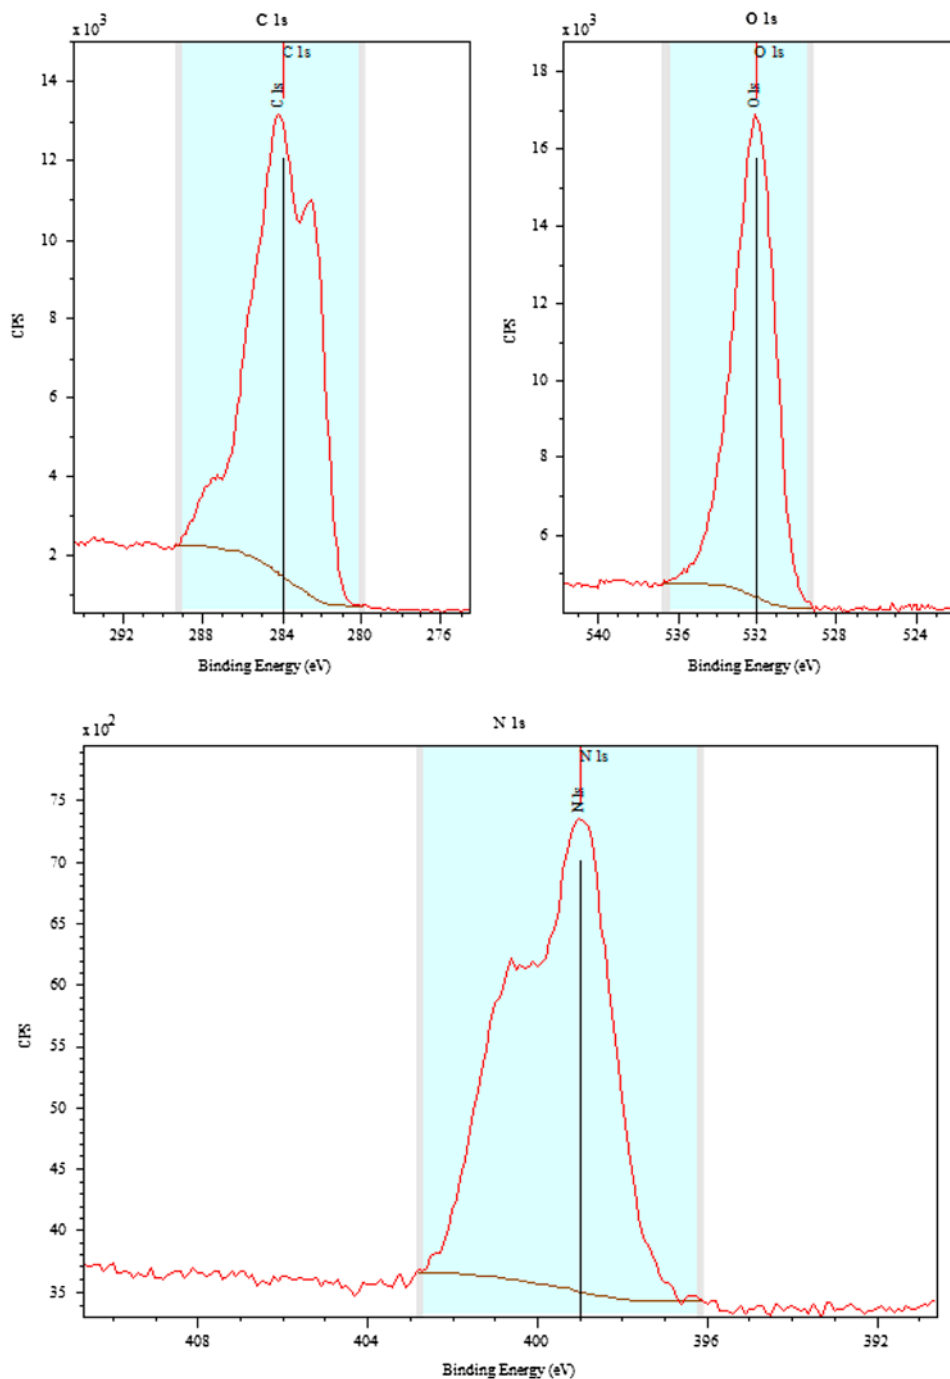 C 1s
x 10³
C 1s
C 1s
14
12
10
8
6
4
2
CPS
292 288 284 280 276
Binding Energy (eV)
O 1s
x 10³
O 1s
O 1s
18
16
14
12
10
8
6
CPS
540 536 532 528 524
Binding Energy (eV)
N 1s
x 10²
N 1s
N 1s
75
70
65
60
55
50
45
40
35
CPS
408 404 400 396 392
Binding Energy (eV)